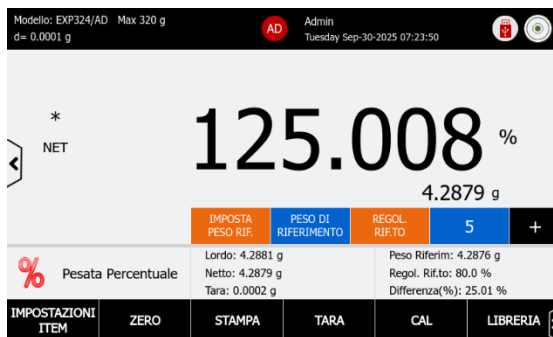 Modello: EXP324/AD Max 320 g
d= 0.0001 g
AD
Admin
Tuesday Sep-30-2025 07:23:50
*
NET
125.008 %
4.2879 g
IMPOSTA
PESO RIF.
PESO DI
RIFERIMENTO
REGOL.
RIF.TO
5
+
% Pesata Percentuale
Lordo: 4.2881 g
Netto: 4.2879 g
Tara: 0.0002 g
Peso Riferim: 4.2876 g
Regol. Rif.to: 80.0 %
Differenza(%): 25.01 %
IMPOSTAZIONI
ITEM
ZERO
STAMPA
TARA
CAL
LIBRERIA